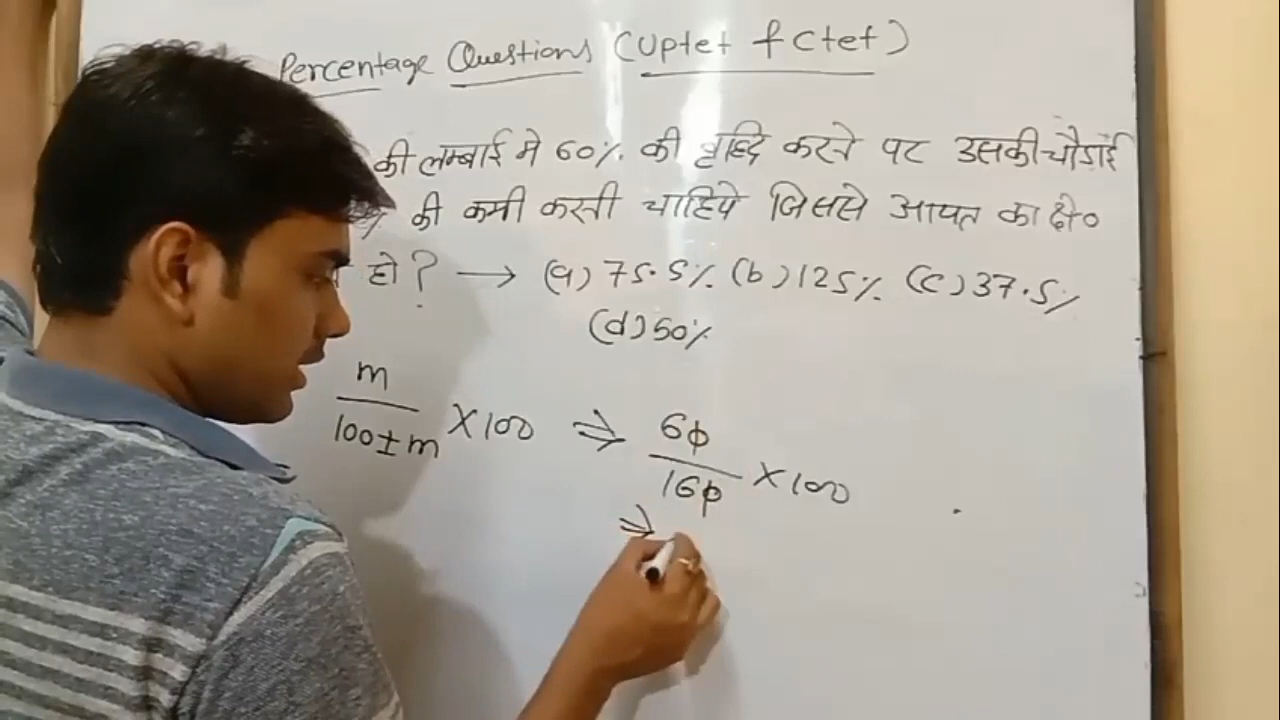 Percentage Questions (Uptet & Ctet)
की लम्बाई मे 60% की वृद्धि करने पर उसकी चौडाई
% की कमी करनी चाहिये जिससे आयत का क्षे०
हो? → (a) 75.5% (b) 125% (c) 37.5%
(d) 50%
m/100±m ×100 ⇒ 60/160 ×100
⇒